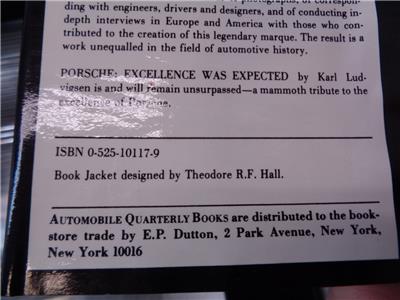 of photographs, of correspon-
ding with engineers, drivers and designers, and of conducting in-
depth interviews in Europe and America with those who con-
tributed to the creation of this legendary marque. The result is a
work unequalled in the field of automotive history.
PORSCHE: EXCELLENCE WAS EXPECTED by Karl Lud-
vigsen is and will remain unsurpassed—a mammoth tribute to the
excellence of Porsche.
ISBN 0-525-10117-9
Book Jacket designed by Theodore R.F. Hall.
AUTOMOBILE QUARTERLY BOOKS are distributed to the book-
store trade by E.P. Dutton, 2 Park Avenue, New York,
New York 10016